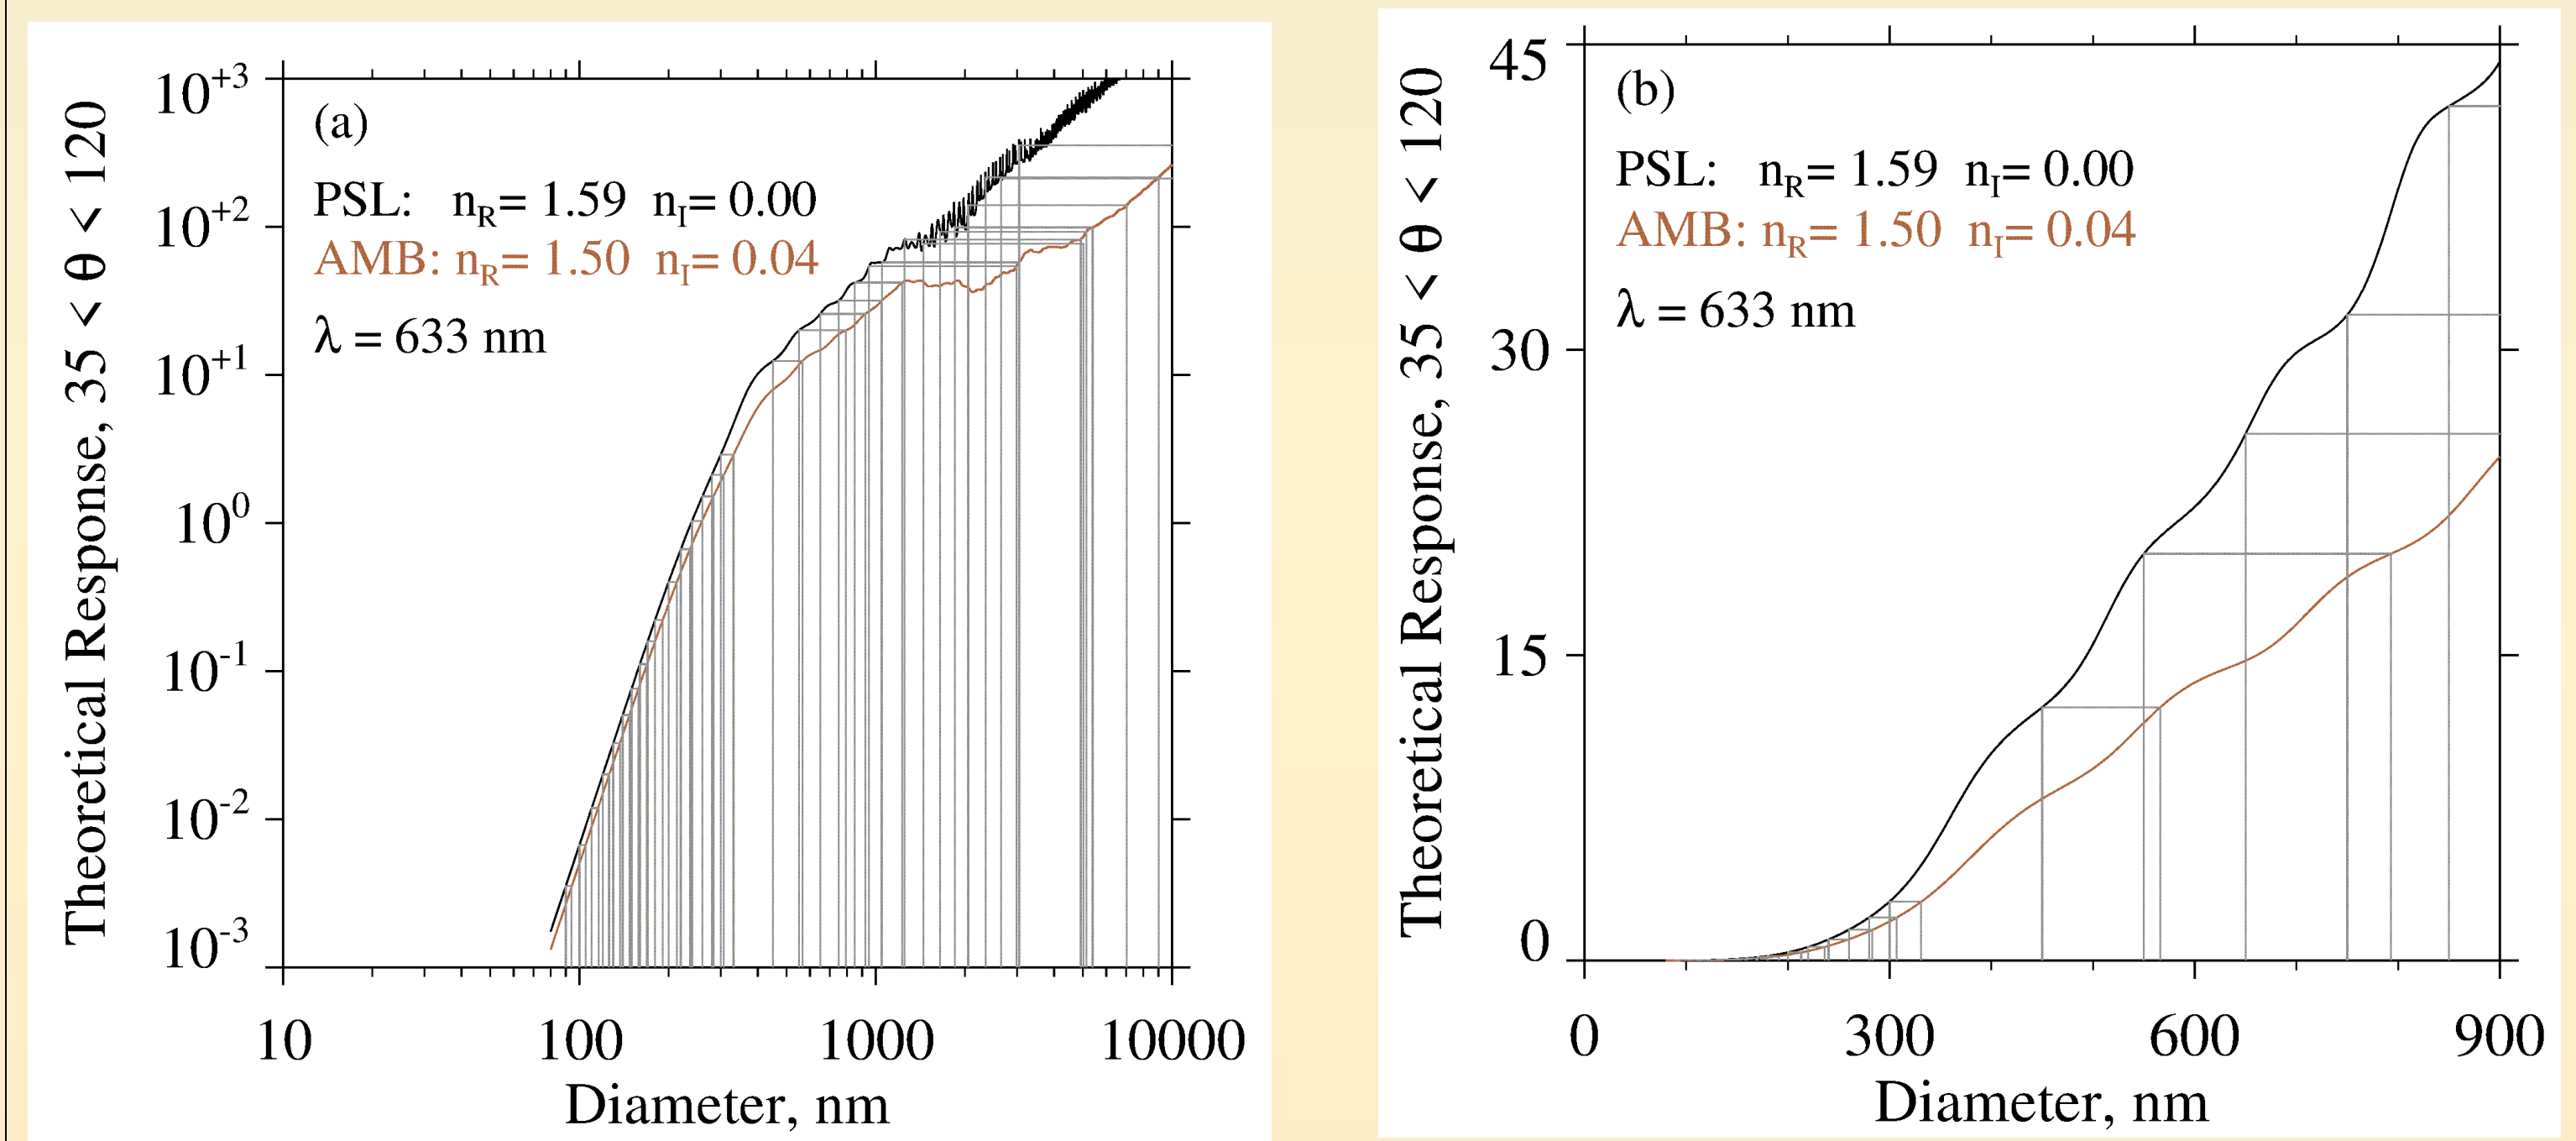 Theoretical Response, 35 < θ < 120
10+3
10+2
10+1
100
10-1
10-2
10-3
(a)
PSL: nR= 1.59 nI= 0.00
AMB: nR= 1.50 nI= 0.04
λ = 633 nm
10 100 1000 10000
Diameter, nm
Theoretical Response, 35 < θ < 120
45
30
15
0
(b)
PSL: nR= 1.59 nI= 0.00
AMB: nR= 1.50 nI= 0.04
λ = 633 nm
0 300 600 900
Diameter, nm